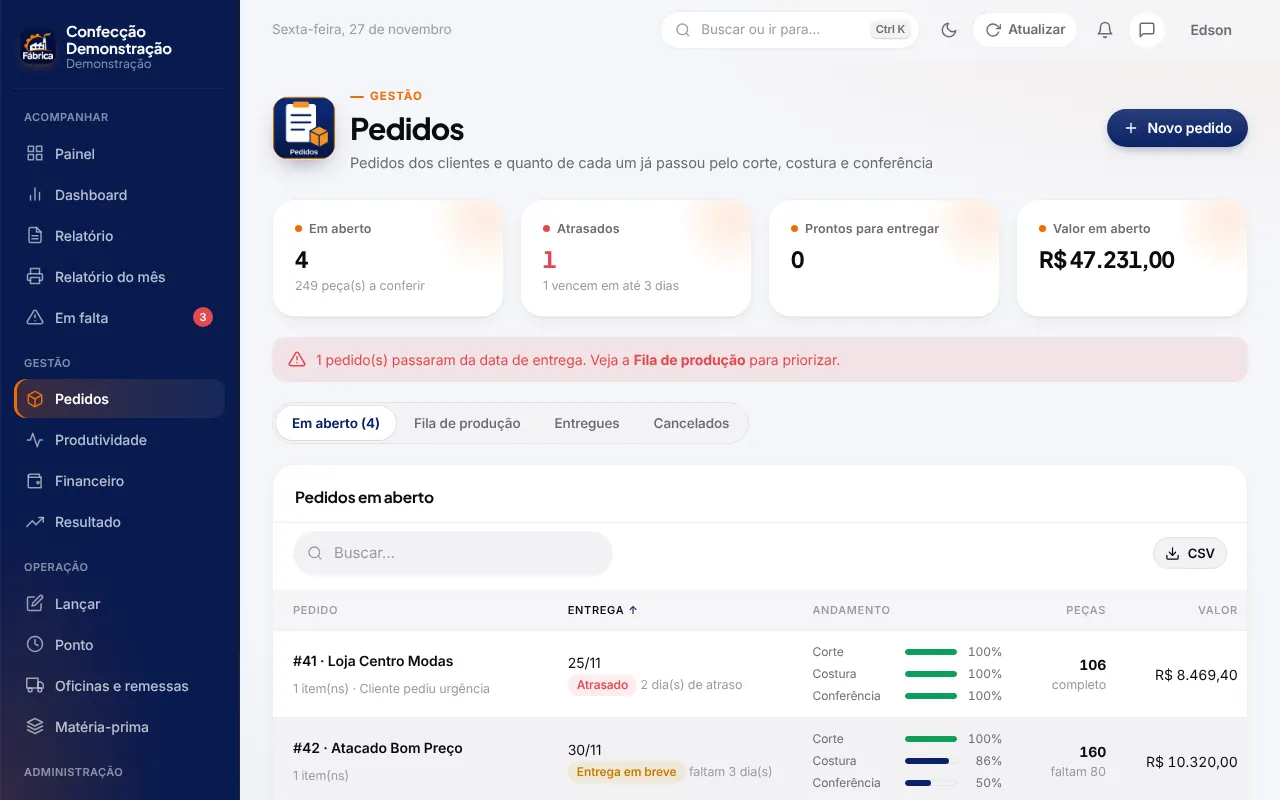 Fábrica
Confecção
Demonstração
Demonstração
Sexta-feira, 27 de novembro
Buscar ou ir para...
Ctrl K
Atualizar
Edson
ACOMPANHAR
Painel
Dashboard
Relatório
Relatório do mês
Em falta
3
GESTÃO
Pedidos
Produtividade
Financeiro
Resultado
OPERAÇÃO
Lançar
Ponto
Oficinas e remessas
Matéria-prima
ADMINISTRAÇÃO
Pedidos
GESTÃO
Pedidos
Pedidos dos clientes e quanto de cada um já passou pelo corte, costura e conferência
+ Novo pedido
Em aberto
4
249 peça(s) a conferir
Atrasados
1
1 vencem em até 3 dias
Prontos para entregar
0
Valor em aberto
R$ 47.231,00
1 pedido(s) passaram da data de entrega. Veja a Fila de produção para priorizar.
Em aberto (4)
Fila de produção
Entregues
Cancelados
Pedidos em aberto
Buscar...
CSV
PEDIDO
ENTREGA ↑
ANDAMENTO
PEÇAS
VALOR
#41 · Loja Centro Modas
1 item(ns) · Cliente pediu urgência
25/11
Atrasado 2 dia(s) de atraso
Corte 100%
Costura 100%
Conferência 100%
106
completo
R$ 8.469,40
#42 · Atacado Bom Preço
1 item(ns)
30/11
Entrega em breve faltam 3 dia(s)
Corte 100%
Costura 86%
Conferência 50%
160
faltam 80
R$ 10.320,00